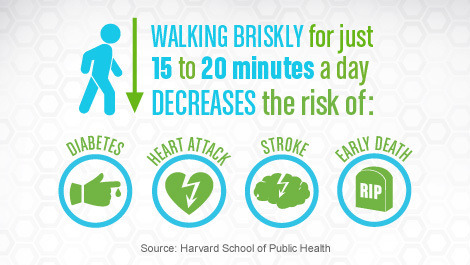 WALKING BRISKLY for just
15 to 20 minutes a day
DECREASES the risk of:
DIABETES
HEART ATTACK
STROKE
EARLY DEATH
RIP
Source: Harvard School of Public Health